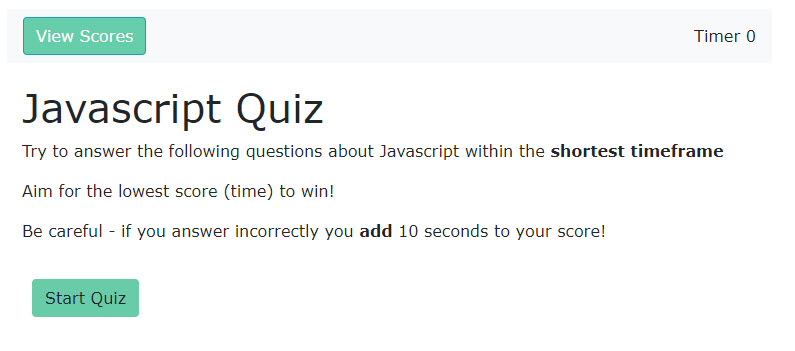 View Scores
Timer 0
Javascript Quiz
Try to answer the following questions about Javascript within the shortest timeframe
Aim for the lowest score (time) to win!
Be careful - if you answer incorrectly you add 10 seconds to your score!
Start Quiz